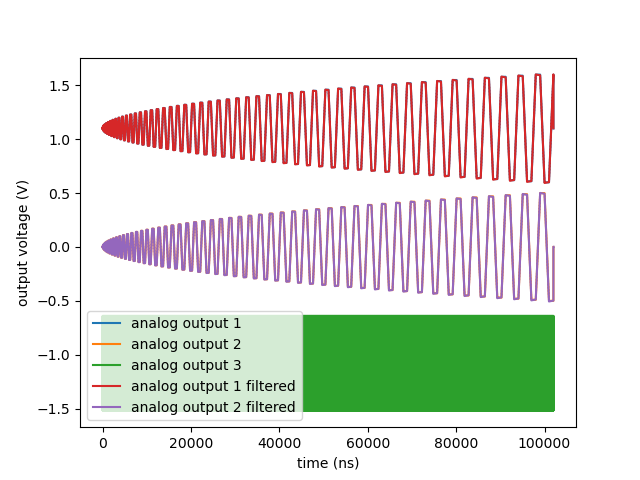 1.5
1.0
0.5
0.0
−0.5
−1.0
−1.5
output voltage (V)
analog output 1
analog output 2
analog output 3
analog output 1 filtered
analog output 2 filtered
0
20000
40000
60000
80000
100000
time (ns)